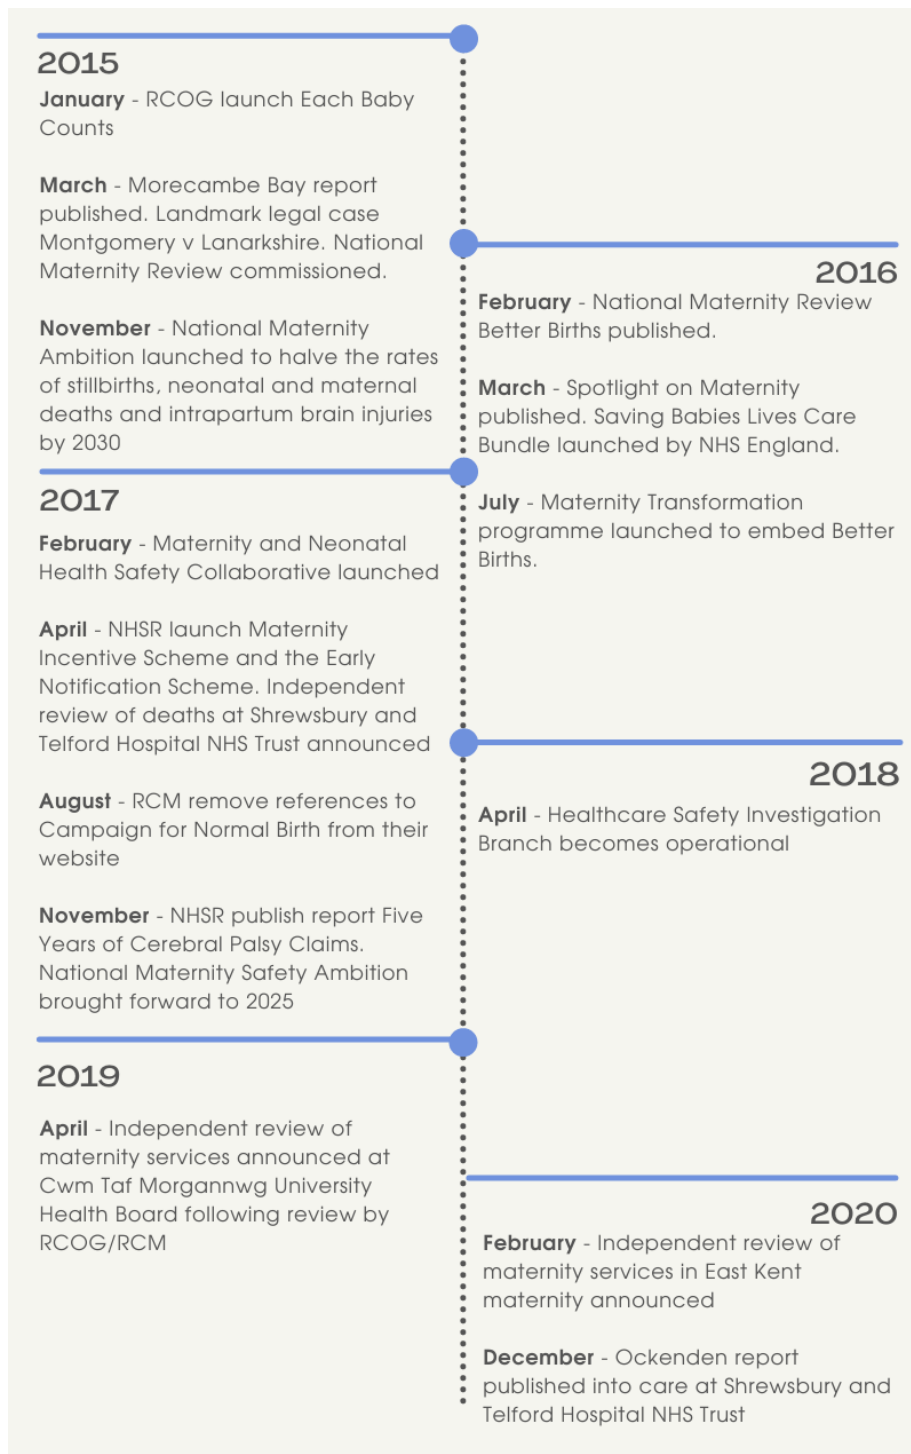 2015
January - RCOG launch Each Baby
Counts
March - Morecambe Bay report
published. Landmark legal case
Montgomery v Lanarkshire. National
Maternity Review commissioned.
November - National Maternity
Ambition launched to halve the rates
of stillbirths, neonatal and maternal
deaths and intrapartum brain injuries
by 2030
2016
February - National Maternity Review
Better Births published.
March - Spotlight on Maternity
published. Saving Babies Lives Care
Bundle launched by NHS England.
July - Maternity Transformation
programme launched to embed Better
Births.
2017
February - Maternity and Neonatal
Health Safety Collaborative launched
April - NHSR launch Maternity
Incentive Scheme and the Early
Notification Scheme. Independent
review of deaths at Shrewsbury and
Telford Hospital NHS Trust announced
August - RCM remove references to
Campaign for Normal Birth from their
website
November - NHSR publish report Five
Years of Cerebral Palsy Claims.
National Maternity Safety Ambition
brought forward to 2025
2018
April - Healthcare Safety Investigation
Branch becomes operational
2019
April - Independent review of
maternity services announced at
Cwm Taf Morgannwg University
Health Board following review by
RCOG/RCM
2020
February - Independent review of
maternity services in East Kent
maternity announced
December - Ockenden report
published into care at Shrewsbury and
Telford Hospital NHS Trust